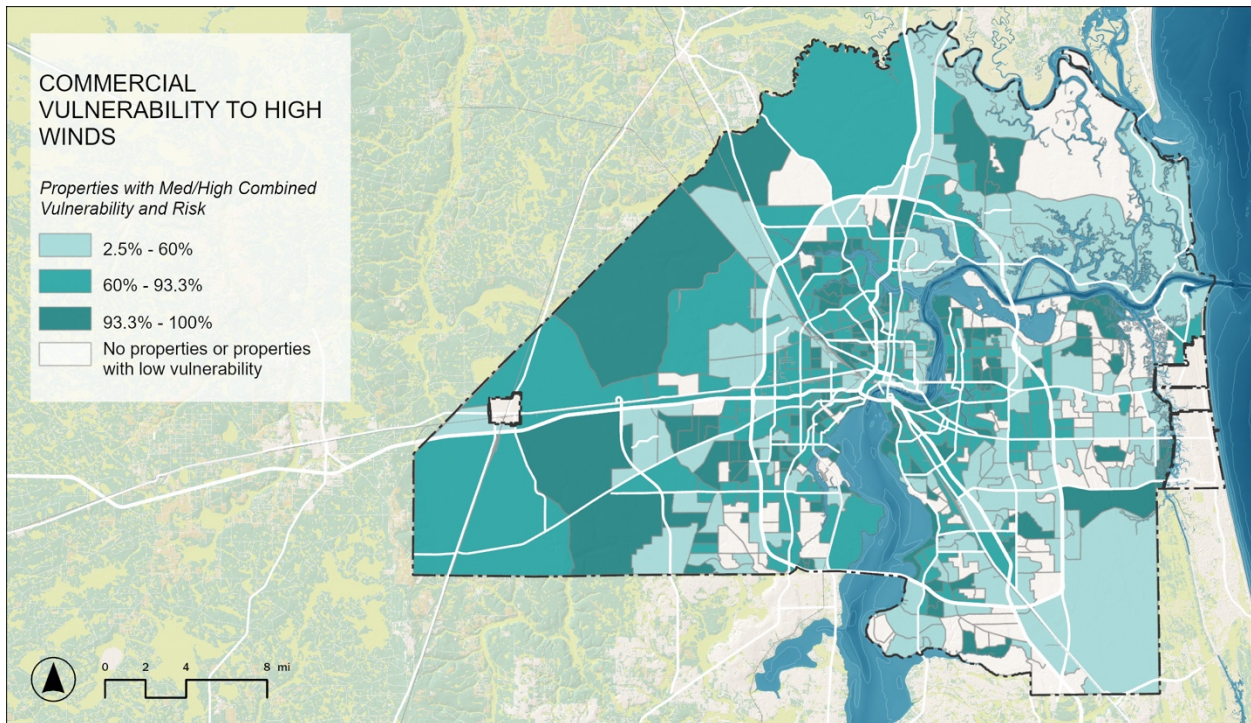 COMMERCIAL
VULNERABILITY TO HIGH
WINDS
Properties with Med/High Combined
Vulnerability and Risk
2.5% - 60%
60% - 93.3%
93.3% - 100%
No properties or properties
with low vulnerability
0 2 4 8 mi